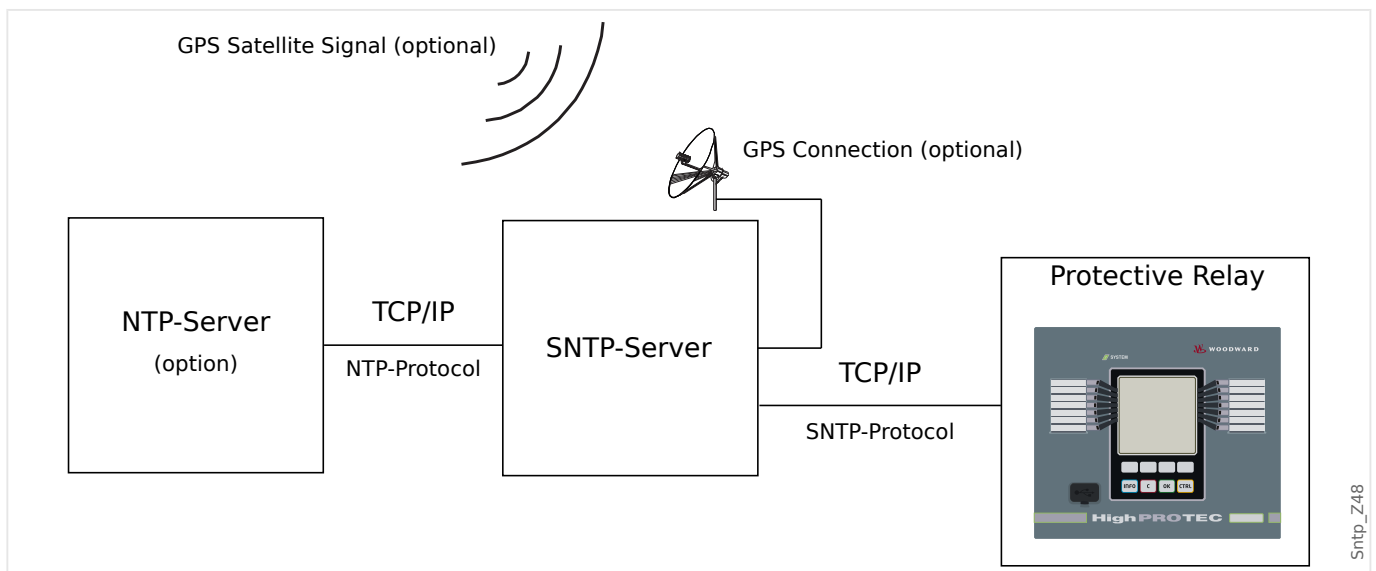 GPS Satellite Signal (optional)
GPS Connection (optional)
NTP-Server
(option)
TCP/IP
NTP-Protocol
SNTP-Server
TCP/IP
SNTP-Protocol
Protective Relay
WOODWARD
SYSTEM
INFO
C
OK
CTRL
HighPROTEC
Sntp_Z48